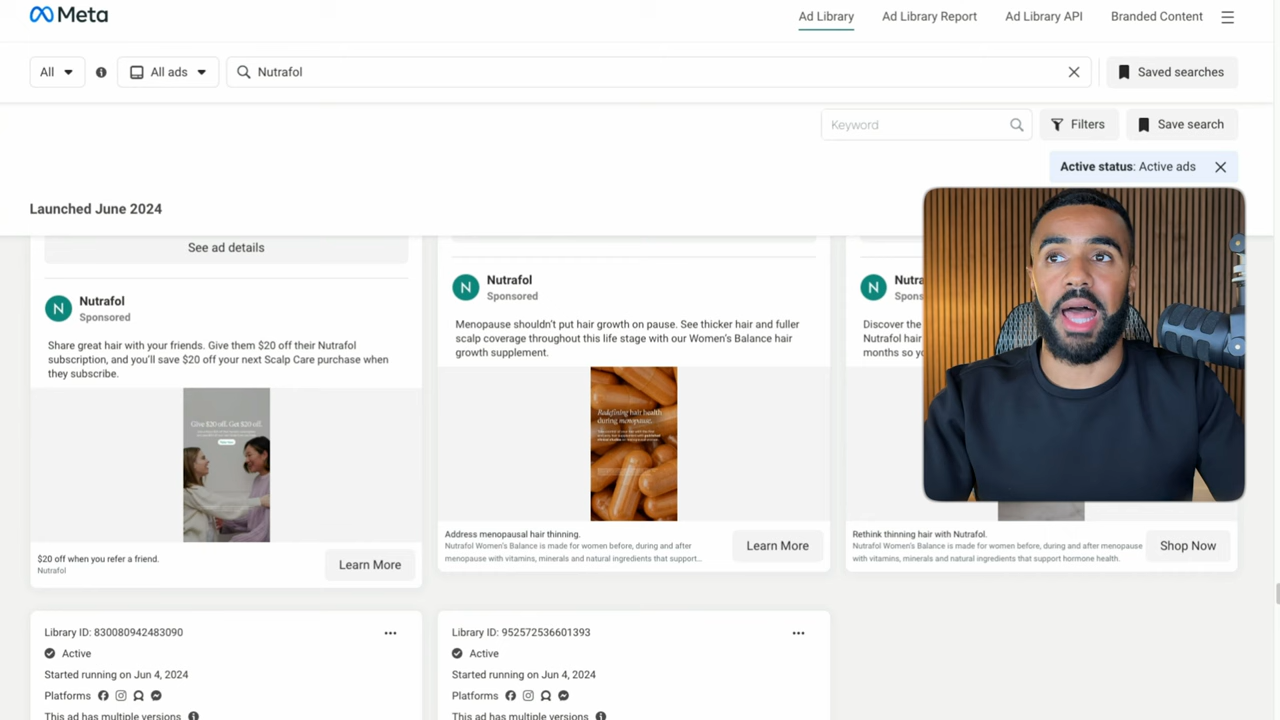 Meta
Ad Library
Ad Library Report
Ad Library API
Branded Content
All
All ads
Nutrafol
Saved searches
Keyword
Filters
Save search
Active status: Active ads
Launched June 2024
See ad details
N
Nutrafol
Sponsored
Share great hair with your friends. Give them $20 off their Nutrafol
subscription, and you'll save $20 off your next Scalp Care purchase when
they subscribe.
Give $20 off. Get $20 off.
$20 off when you refer a friend.
Nutrafol
Learn More
N
Nutrafol
Sponsored
Menopause shouldn't put hair growth on pause. See thicker hair and fuller
scalp coverage throughout this life stage with our Women's Balance hair
growth supplement.
Redefining hair health
during menopause.
Address menopausal hair thinning.
Nutrafol Women's Balance is made for women before, during and after
menopause with vitamins, minerals and natural ingredients that support...
Learn More
N
Nutra
Spons
Discover the
Nutrafol hair
months so y
Rethink thinning hair with Nutrafol.
Nutrafol Women's Balance is made for women before, during and after menopause
with vitamins, minerals and natural ingredients that support hormone health.
Shop Now
Library ID: 830080942483090
Active
Started running on Jun 4, 2024
Platforms
This ad has multiple versions
Library ID: 952572536601393
Active
Started running on Jun 4, 2024
Platforms
This ad has multiple versions